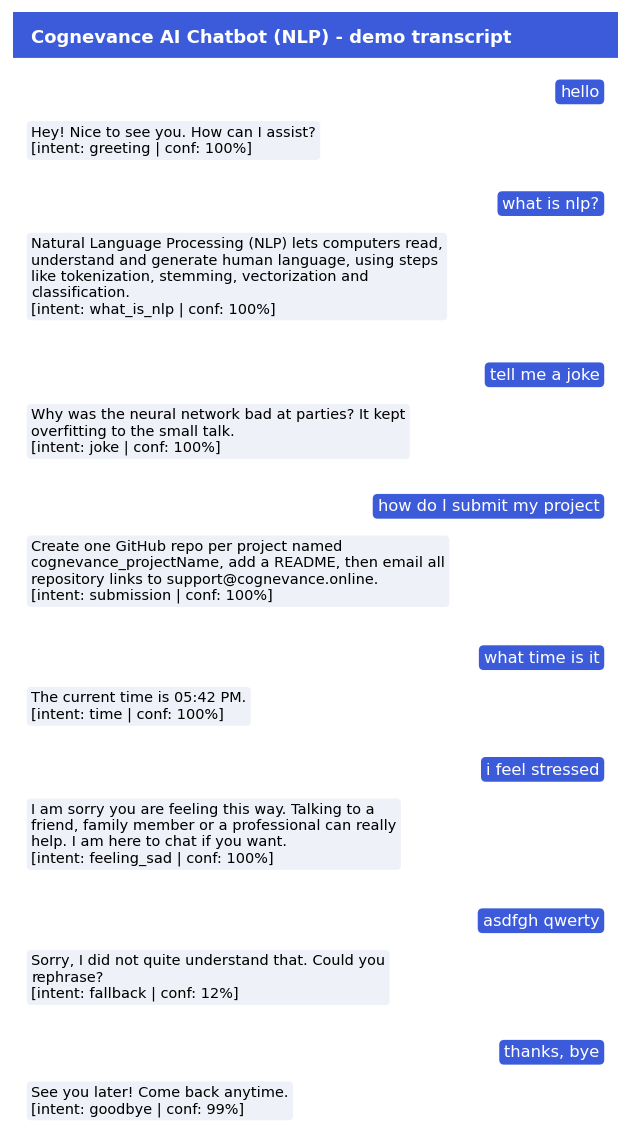 Cognevance AI Chatbot (NLP) - demo transcript
hello
Hey! Nice to see you. How can I assist?
[intent: greeting | conf: 100%]
what is nlp?
Natural Language Processing (NLP) lets computers read,
understand and generate human language, using steps
like tokenization, stemming, vectorization and
classification.
[intent: what_is_nlp | conf: 100%]
tell me a joke
Why was the neural network bad at parties? It kept
overfitting to the small talk.
[intent: joke | conf: 100%]
how do I submit my project
Create one GitHub repo per project named
cognevance_projectName, add a README, then email all
repository links to support@cognevance.online.
[intent: submission | conf: 100%]
what time is it
The current time is 05:42 PM.
[intent: time | conf: 100%]
i feel stressed
I am sorry you are feeling this way. Talking to a
friend, family member or a professional can really
help. I am here to chat if you want.
[intent: feeling_sad | conf: 100%]
asdfgh qwerty
Sorry, I did not quite understand that. Could you
rephrase?
[intent: fallback | conf: 12%]
thanks, bye
See you later! Come back anytime.
[intent: goodbye | conf: 99%]